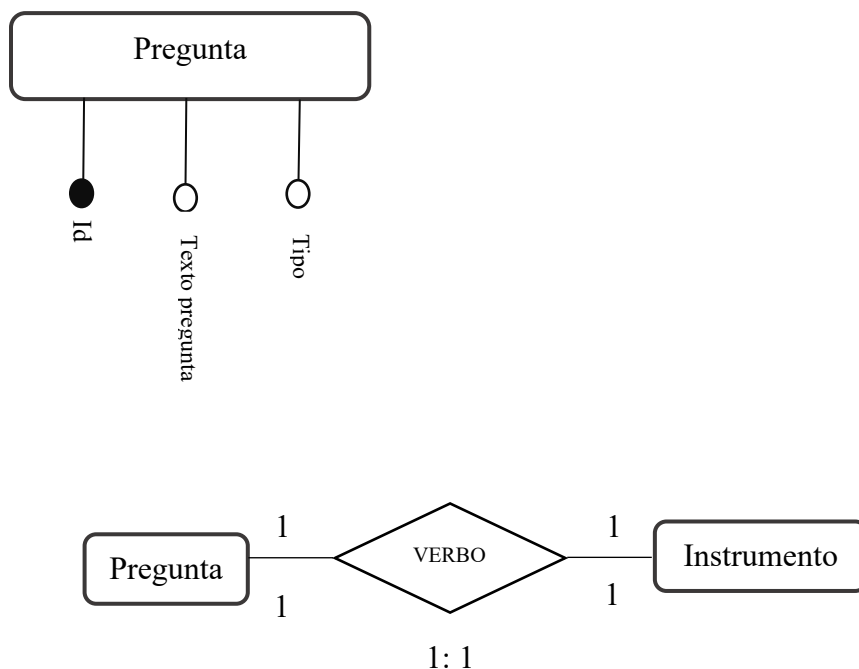 Pregunta
Id
Texto pregunta
Tipo
1
1
VERBO
Pregunta
Instrumento
1
1
1: 1